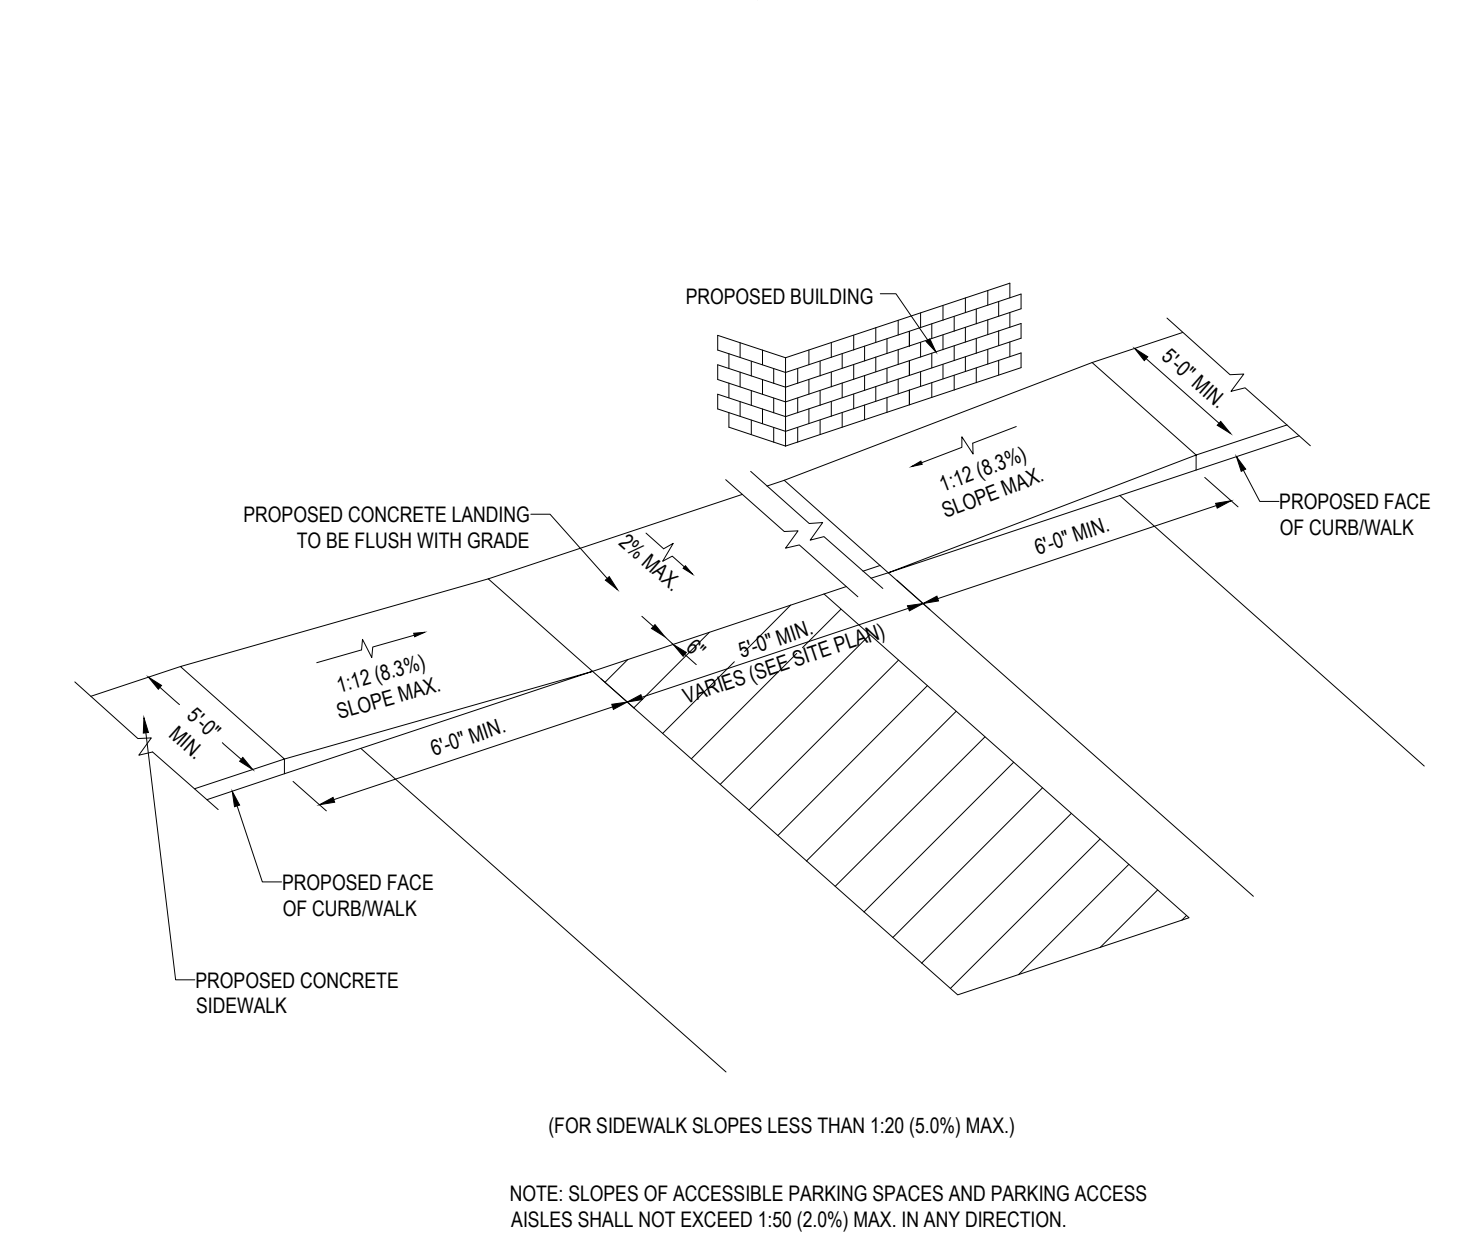 PROPOSED BUILDING
5'-0" MIN.
1:12 (8.3%)
SLOPE MAX.
PROPOSED FACE
OF CURB/WALK
PROPOSED CONCRETE LANDING
TO BE FLUSH WITH GRADE
2% MAX.
6'-0" MIN.
6"
5'-0" MIN.
VARIES (SEE SITE PLAN)
1:12 (8.3%)
SLOPE MAX.
5'-0"
MIN.
6'-0" MIN.
PROPOSED FACE
OF CURB/WALK
PROPOSED CONCRETE
SIDEWALK
(FOR SIDEWALK SLOPES LESS THAN 1:20 (5.0%) MAX.)
NOTE: SLOPES OF ACCESSIBLE PARKING SPACES AND PARKING ACCESS
AISLES SHALL NOT EXCEED 1:50 (2.0%) MAX. IN ANY DIRECTION.